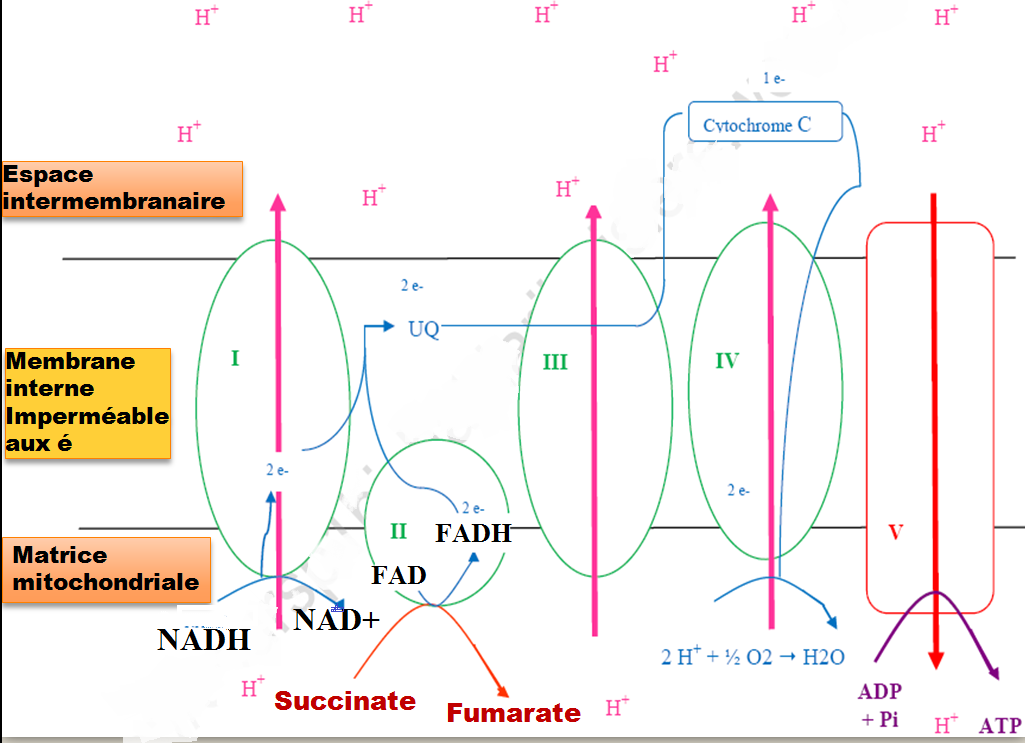 H+ H+ H+ H+ H+
H+
1 e-
Cytochrome C
H+ H+
Espace
intermembranaire
H+ H+
2 e-
UQ
I
III
IV
Membrane
interne
Imperméable
aux é
2 e-
2 e-
2 e-
II
FADH
V
Matrice
mitochondriale
FAD
NADH
NAD+
2 H+ + ½ O2 → H2O
H+
Succinate
Fumarate
H+
ADP
+ Pi
H+
ATP